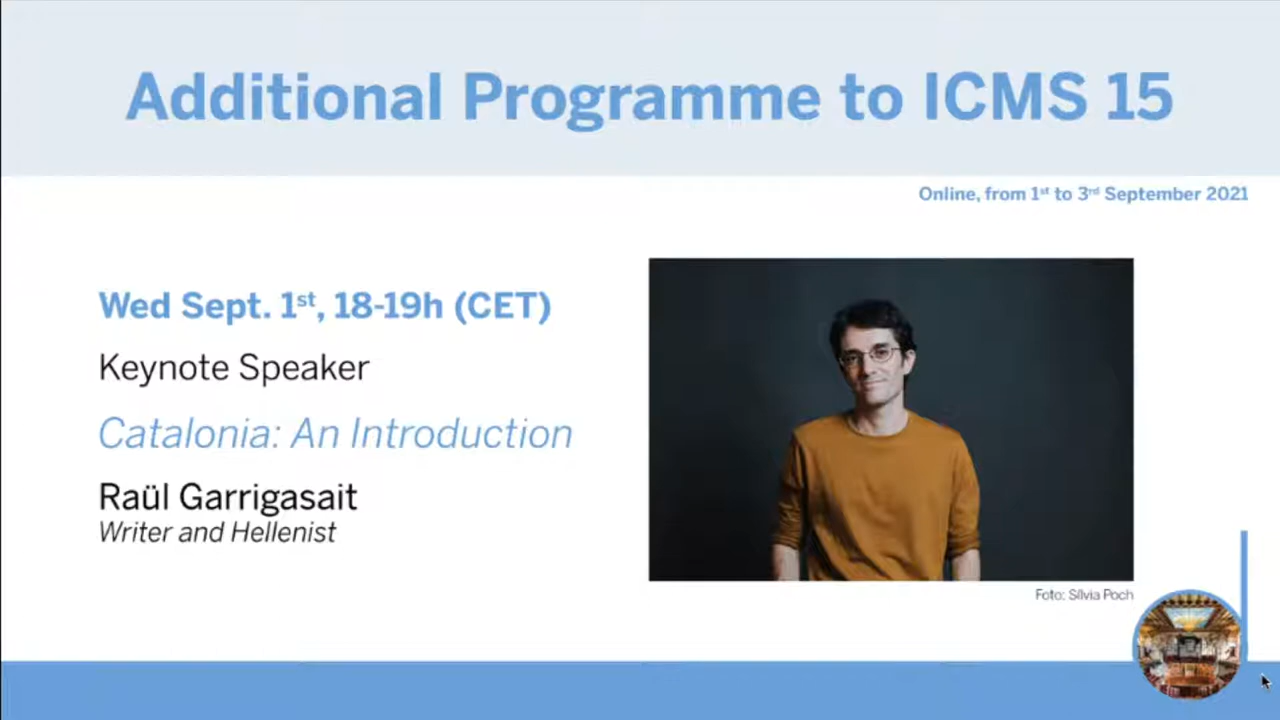 Additional Programme to ICMS 15
Online, from 1st to 3rd September 2021
Wed Sept. 1st, 18-19h (CET)
Keynote Speaker
Catalonia: An Introduction
Raül Garrigasait
Writer and Hellenist
Foto: Sílvia Poch